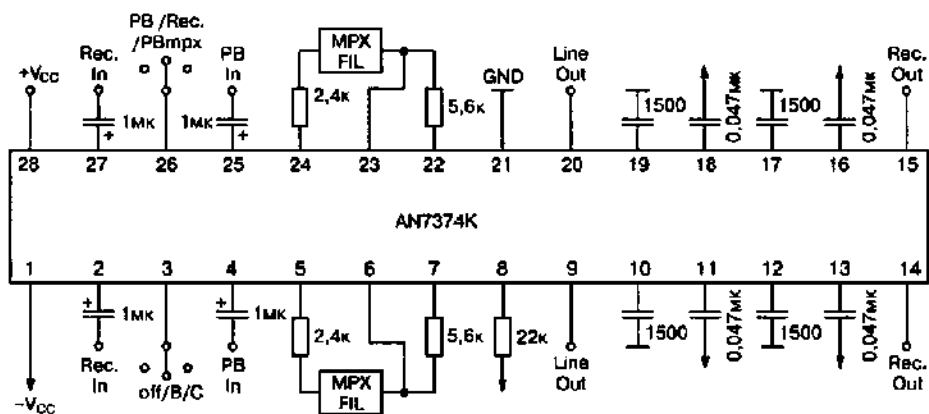 PB /Rec.
/PBmpx
Rec.
In
PB
In
MPX
FIL
Line
Out
Rec.
Out
+Vcc
GND
1мк
1мк
2,4к
5,6к
1500
0,047мк
1500
0,047мк
28 27 26 25 24 23 22 21 20 19 18 17 16 15
AN7374K
1 2 3 4 5 6 7 8 9 10 11 12 13 14
1мк
1мк
2,4к
5,6к
22к
1500
0,047мк
1500
0,047мк
Rec.
In
off/B/C
PB
In
MPX
FIL
Line
Out
Rec.
Out
−Vcc